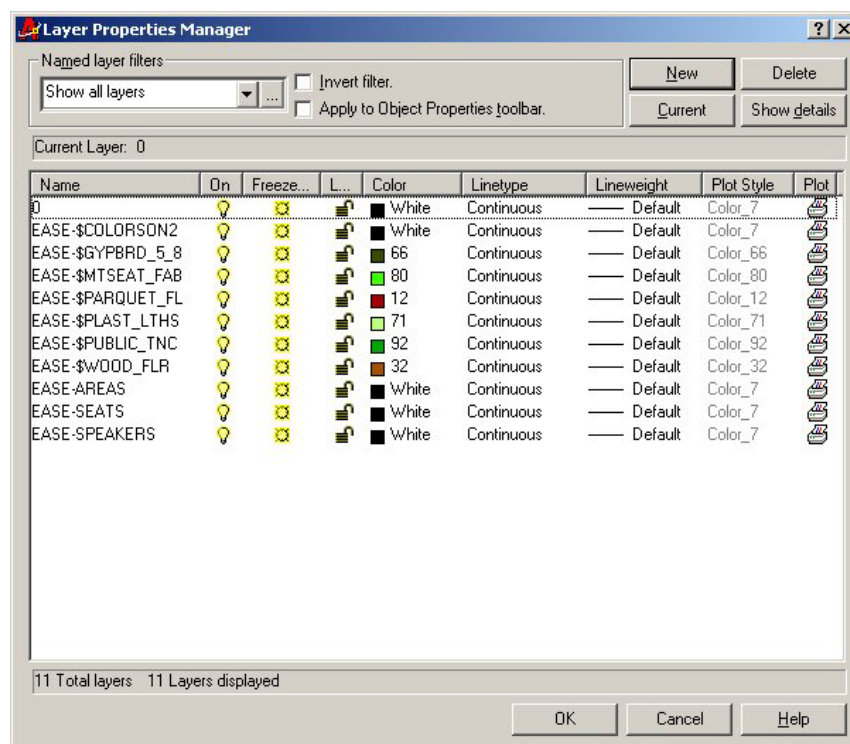 Layer Properties Manager
Named layer filters
Show all layers
...
Invert filter.
Apply to Object Properties toolbar.
New
Delete
Current
Show details
Current Layer: 0
Name On Freeze... L... Color Linetype Lineweight Plot Style Plot
0 White Continuous Default Color_7
EASE-$COLORSON2 White Continuous Default Color_7
EASE-$GYPBRD_5_8 66 Continuous Default Color_66
EASE-$MTSEAT_FAB 80 Continuous Default Color_80
EASE-$PARQUET_FL 12 Continuous Default Color_12
EASE-$PLAST_LTHS 71 Continuous Default Color_71
EASE-$PUBLIC_TNC 92 Continuous Default Color_92
EASE-$WOOD_FLR 32 Continuous Default Color_32
EASE-AREAS White Continuous Default Color_7
EASE-SEATS White Continuous Default Color_7
EASE-SPEAKERS White Continuous Default Color_7
11 Total layers 11 Layers displayed
OK
Cancel
Help